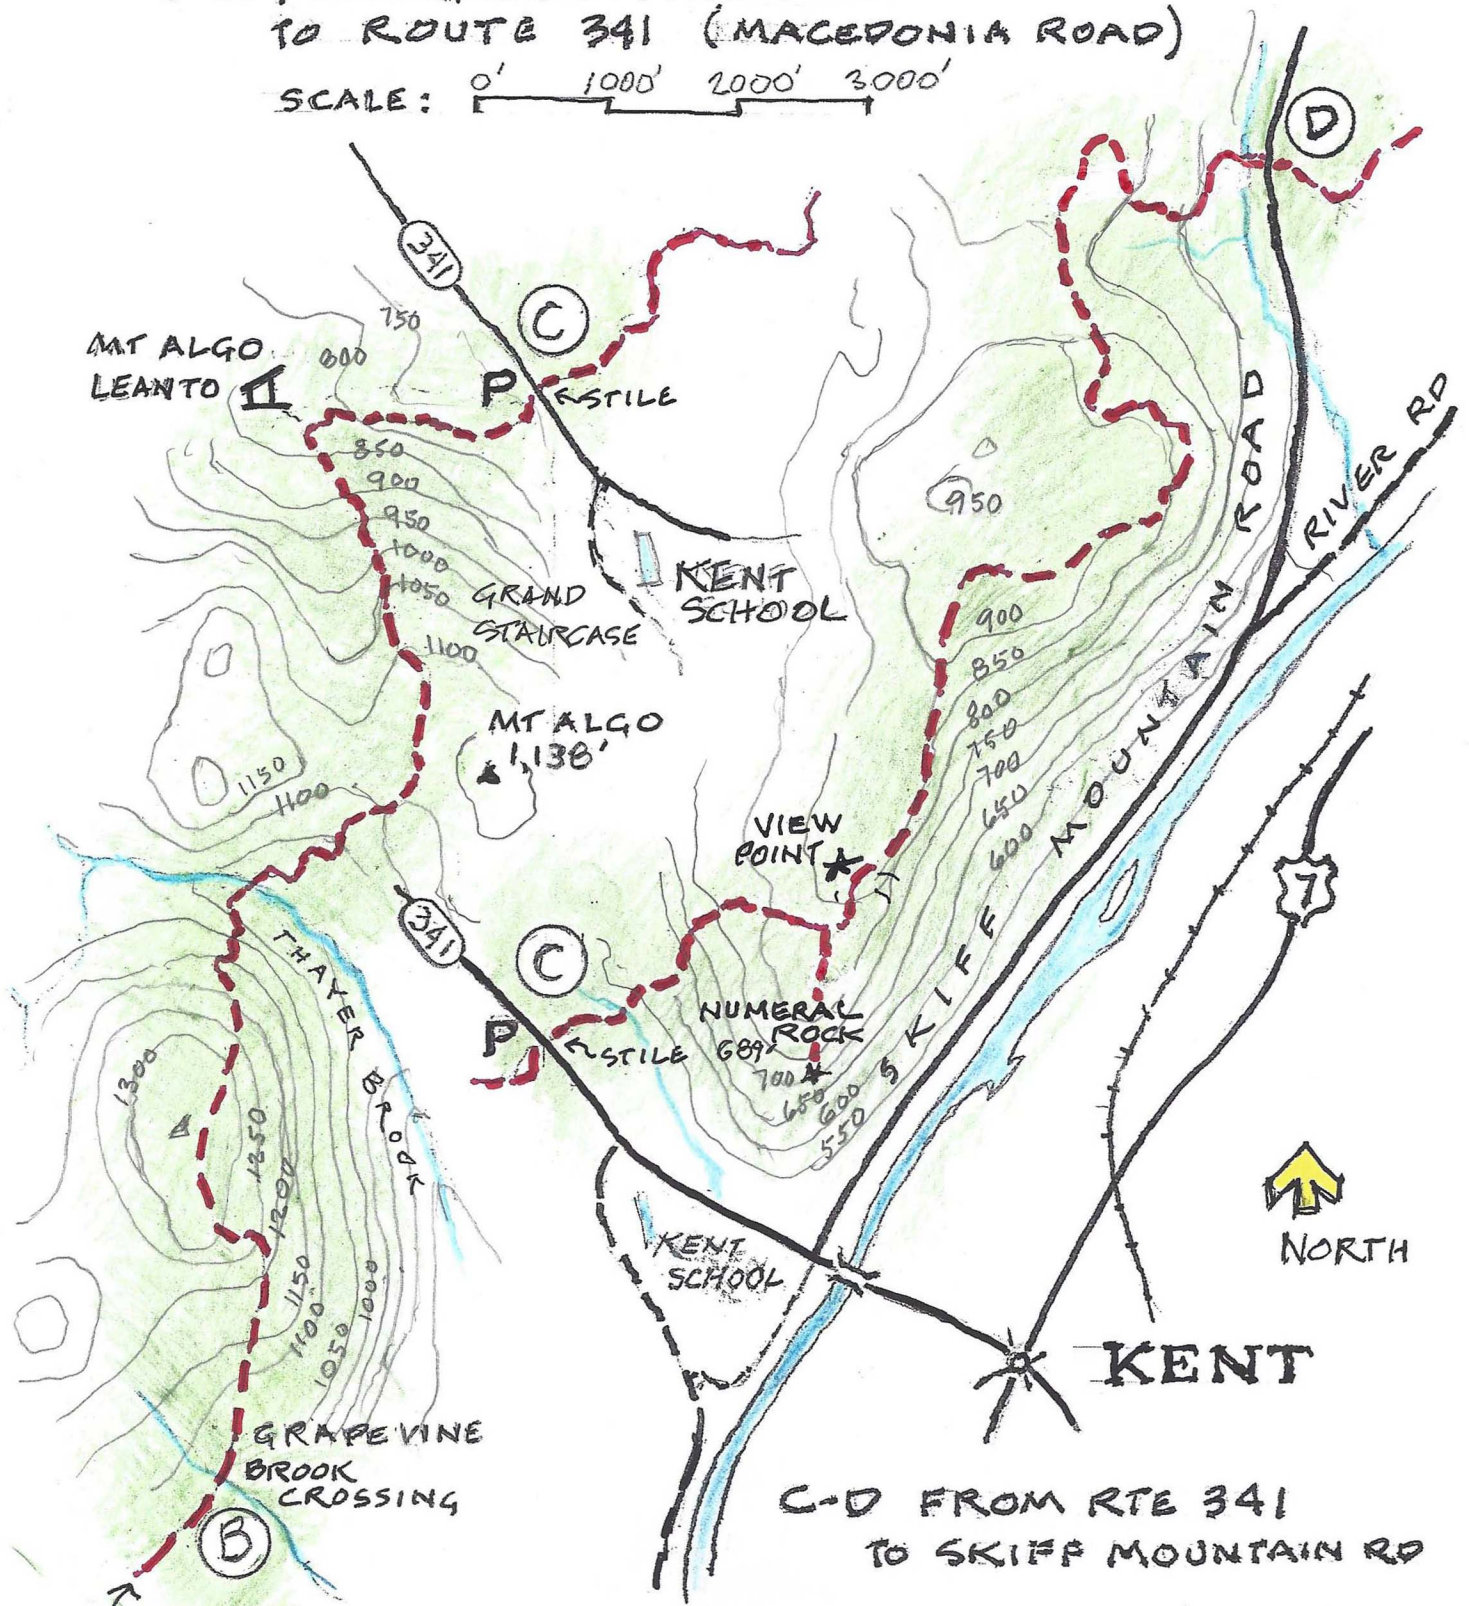 TO ROUTE 341 (MACEDONIA ROAD)
SCALE: 0' 1000' 2000' 3000'
D
341
C
750
800
MT ALGO
LEANTO
P
STILE
850
900
950
1000
1050
GRAND
STAIRCASE
1100
KENT
SCHOOL
950
RIVER RD
SKIFF MOUNTAIN ROAD
900
850
800
750
700
650
600
MT ALGO
1,138'
1150
1100
VIEW
POINT
7
341
C
THAYER BROOK
P
STILE
NUMERAL
ROCK
689'
700
650
600
550
1300
1250
1200
1150
1100
1050
1000
KENT
SCHOOL
NORTH
KENT
GRAPEVINE
BROOK
CROSSING
B
C-D FROM RTE 341
TO SKIFF MOUNTAIN RD